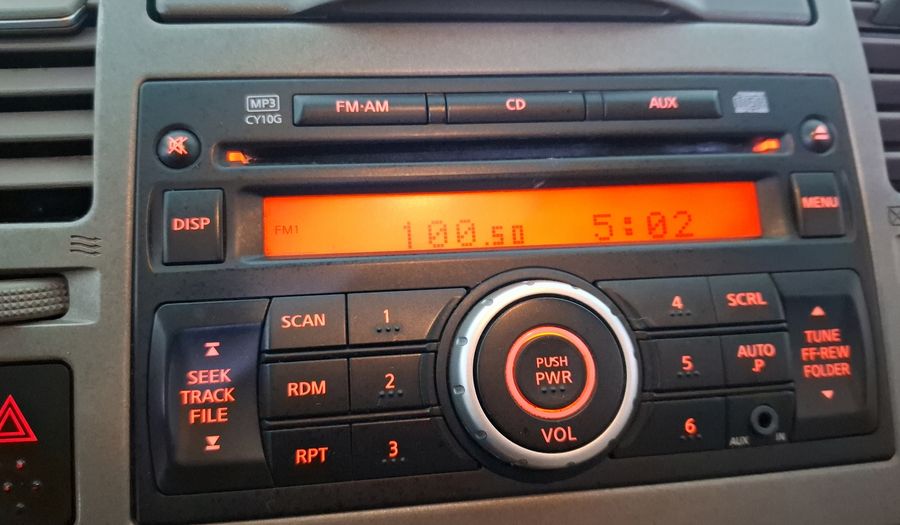 MP3
CY10G
FM·AM
CD
AUX
DISP
MENU
FM1
100.50
5:02
SEEK
TRACK
FILE
SCAN
RDM
RPT
1
2
3
PUSH
PWR
VOL
4
5
6
SCRL
AUTO
.P
AUX IN
TUNE
FF·REW
FOLDER